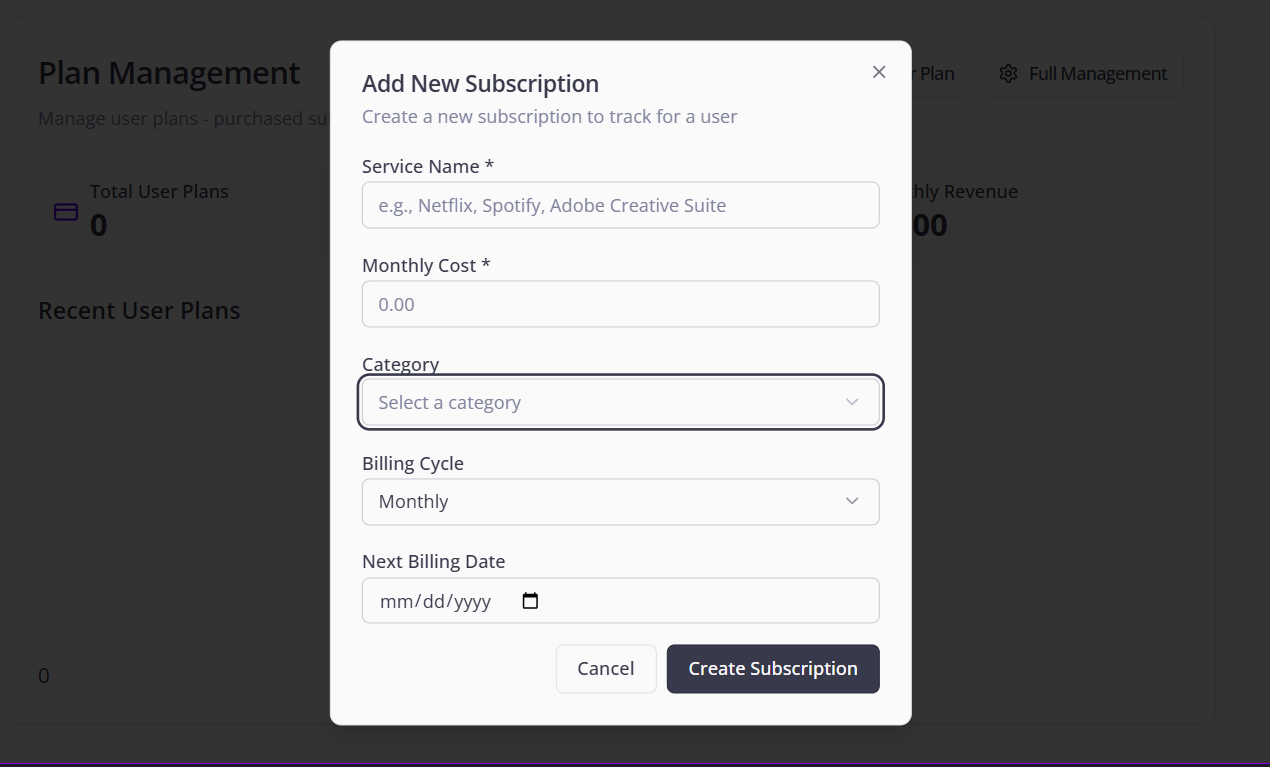 Plan Management
Plan
Full Management
Manage user plans - purchased su
Total User Plans
0
Revenue
00
Recent User Plans
0
Add New Subscription
Create a new subscription to track for a user
Service Name *
e.g., Netflix, Spotify, Adobe Creative Suite
Monthly Cost *
0.00
Category
Select a category
Billing Cycle
Monthly
Next Billing Date
mm/dd/yyyy
Cancel
Create Subscription